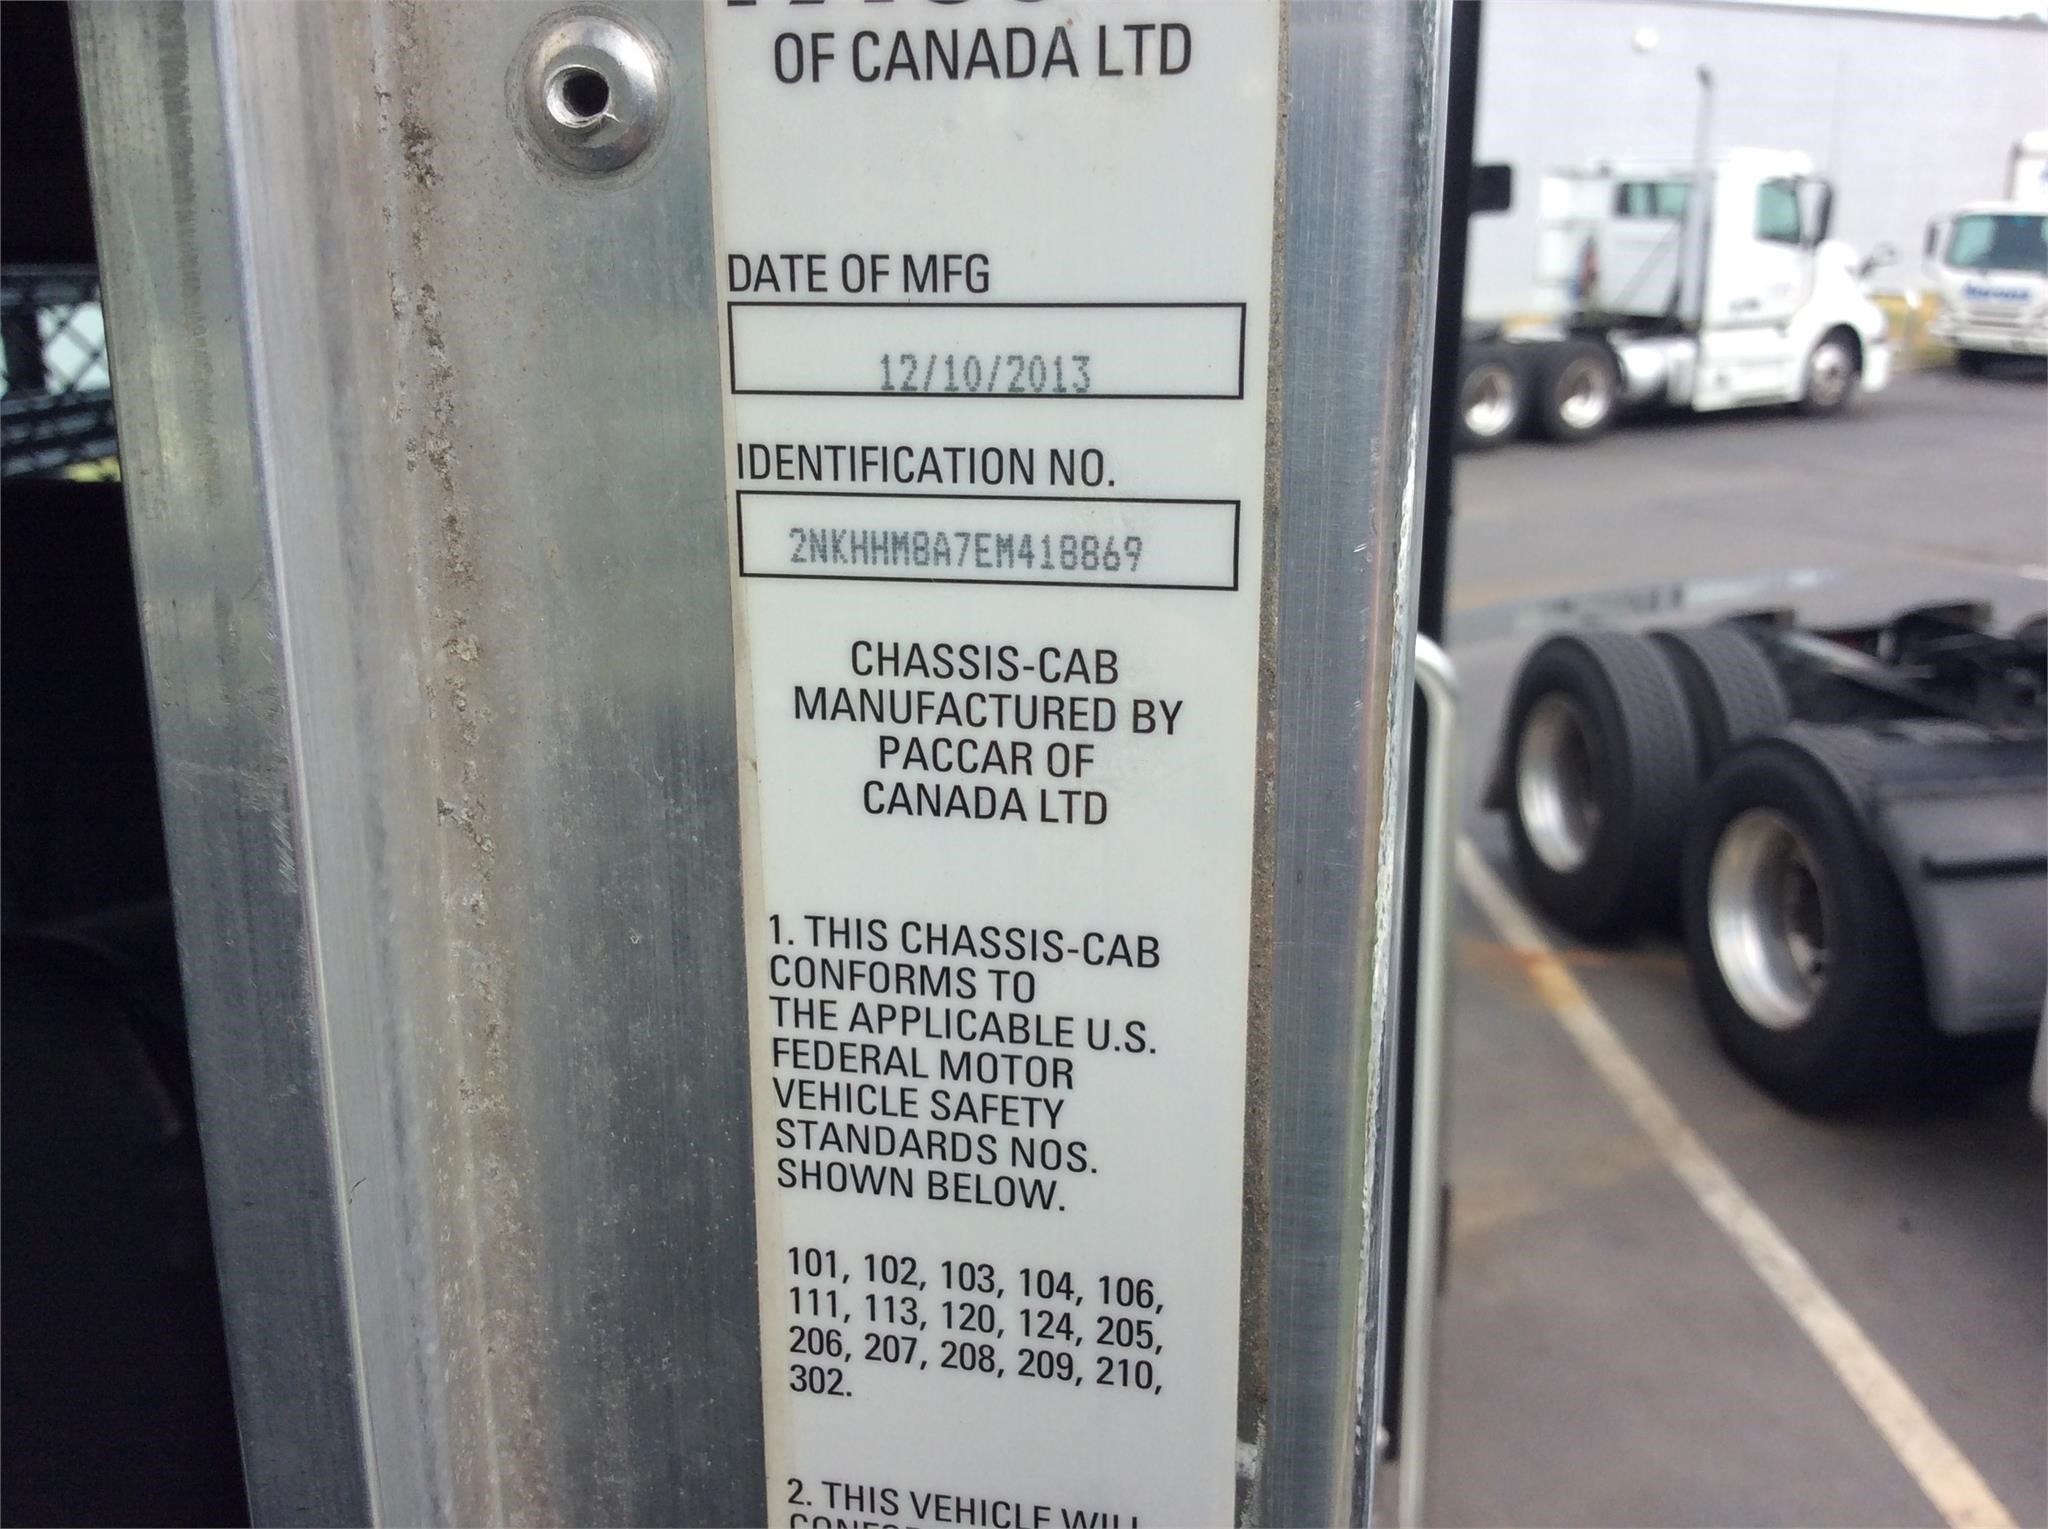 OF CANADA LTD
DATE OF MFG
12/10/2013
IDENTIFICATION NO.
2NKHHM8A7EM418869
CHASSIS-CAB
MANUFACTURED BY
PACCAR OF
CANADA LTD
1. THIS CHASSIS-CAB
CONFORMS TO
THE APPLICABLE U.S.
FEDERAL MOTOR
VEHICLE SAFETY
STANDARDS NOS.
SHOWN BELOW.
101, 102, 103, 104, 106,
111, 113, 120, 124, 205,
206, 207, 208, 209, 210,
302.
2. THIS VEHICLE WILL